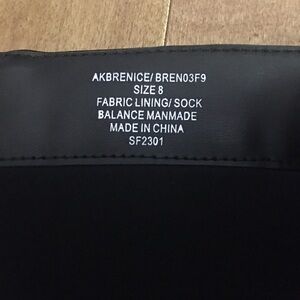 AKBRENICE/ BREN03F9
SIZE 8
FABRIC LINING/ SOCK
BALANCE MANMADE
MADE IN CHINA
SF2301